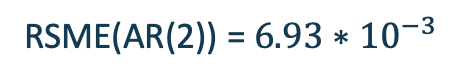 RSME(AR(2)) = 6.93 * 10⁻³